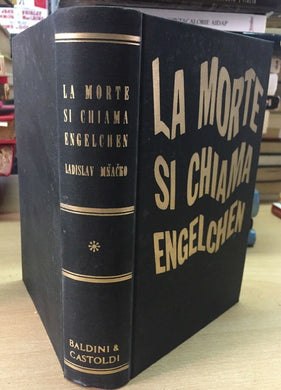 LA MORTE
SI CHIAMA
ENGELCHEN
LADISLAV MŇAČKO
*
BALDINI &
CASTOLDI
LA MORTE
SI CHIAMA
ENGELCHEN